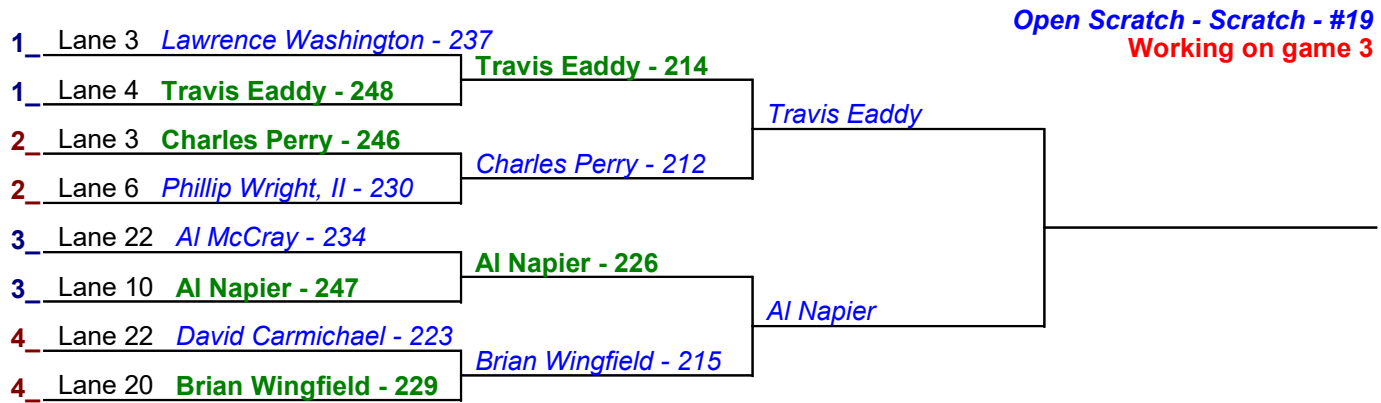 Open Scratch - Scratch - #19
Working on game 3
1_ Lane 3 Lawrence Washington - 237
Travis Eaddy - 214
1_ Lane 4 Travis Eaddy - 248
Travis Eaddy
2_ Lane 3 Charles Perry - 246
Charles Perry - 212
2_ Lane 6 Phillip Wright, II - 230
3_ Lane 22 Al McCray - 234
Al Napier - 226
3_ Lane 10 Al Napier - 247
Al Napier
4_ Lane 22 David Carmichael - 223
Brian Wingfield - 215
4_ Lane 20 Brian Wingfield - 229